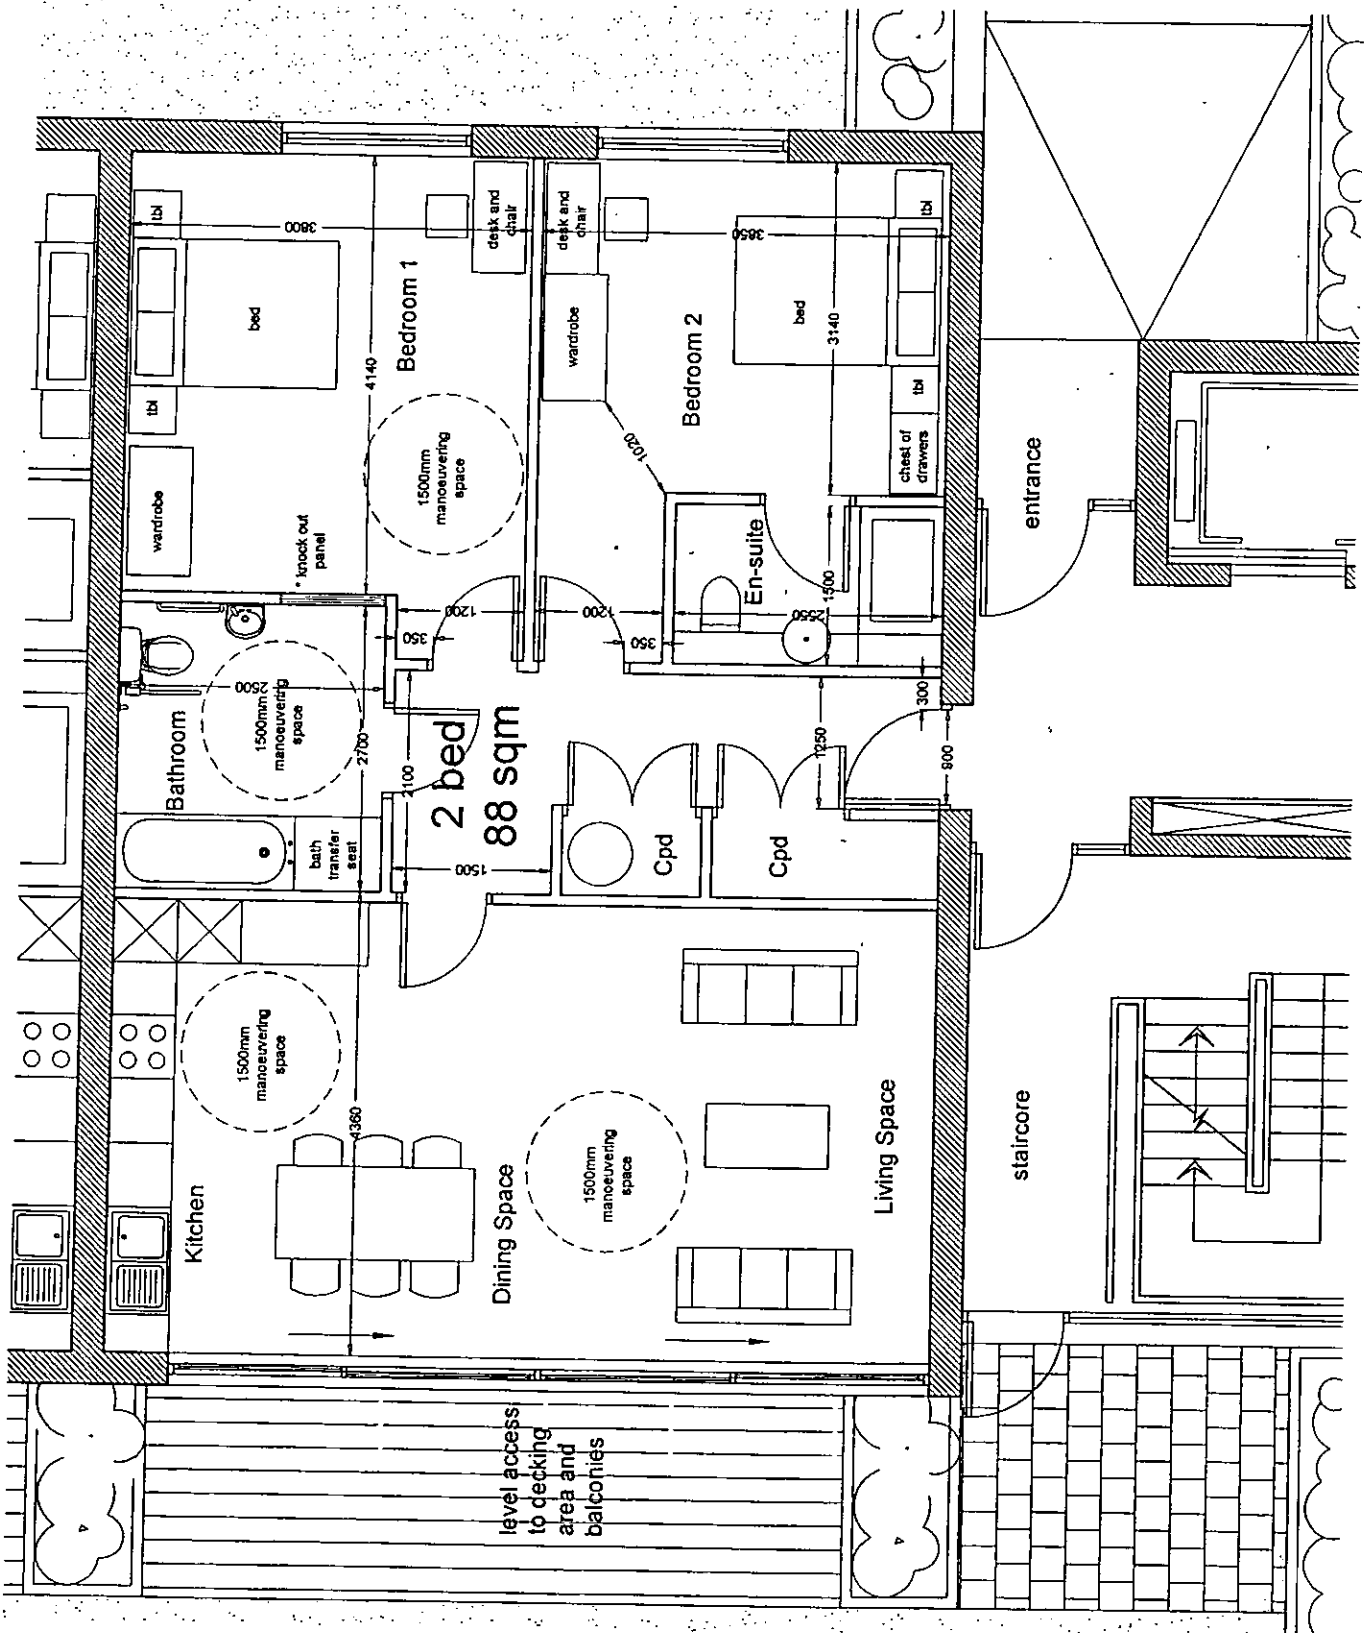 tbl
3800
desk and
chair
bed
Bedroom 1
4140
tbl
wardrobe
1500mm
manoeuvering
space
* knock out
panel
desk and
chair
3650
tbl
wardrobe
bed
3140
Bedroom 2
tbl
chest of
drawers
1020
entrance
En-suite
1500
2550
1200
350
1200
350
300
2500
1500mm
manoeuvering
space
Bathroom
2700
2100
2 bed
88 sqm
1250
900
bath
transfer
seat
1500
Cpd
Cpd
1500mm
manoeuvering
space
4360
Kitchen
Dining Space
1500mm
manoeuvering
space
Living Space
staircore
level access
to decking
area and
balconies